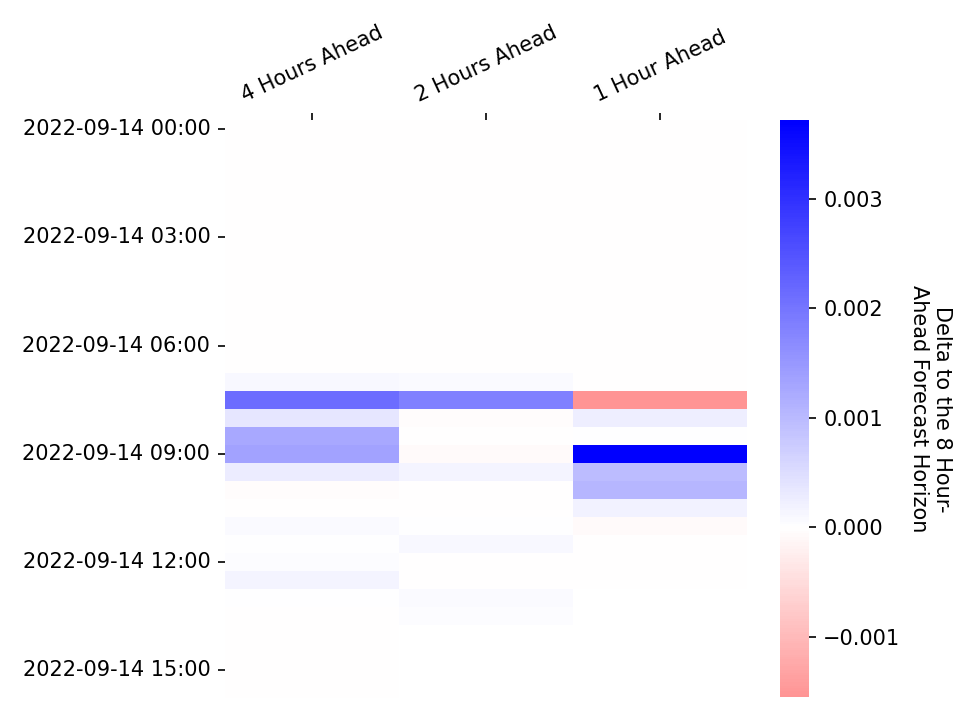 4 Hours Ahead
2 Hours Ahead
1 Hour Ahead
2022-09-14 00:00
2022-09-14 03:00
2022-09-14 06:00
2022-09-14 09:00
2022-09-14 12:00
2022-09-14 15:00
0.003
0.002
0.001
0.000
−0.001
Delta to the 8 Hour-
Ahead Forecast Horizon